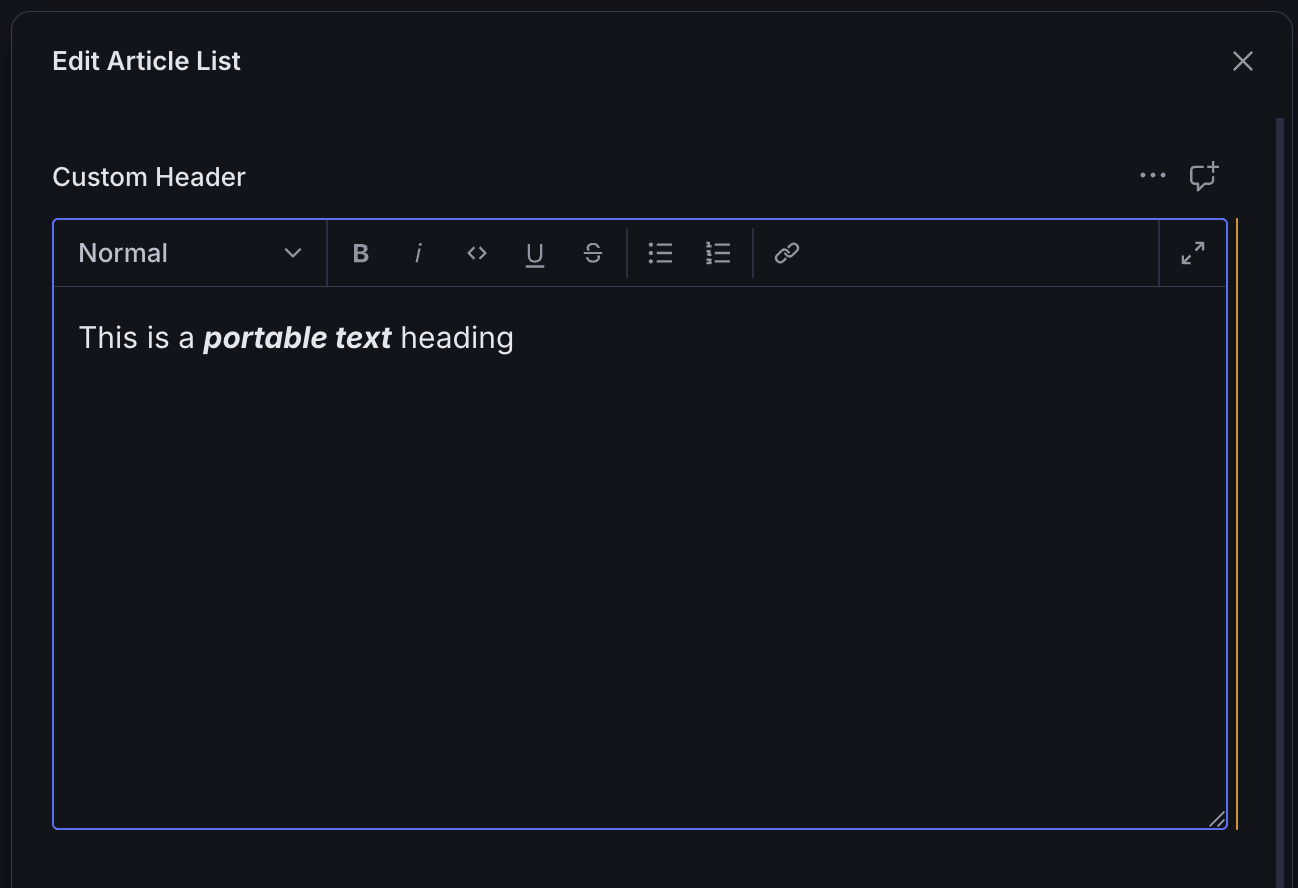 Edit Article List
Custom Header
Normal B i U S
This is a portable text heading